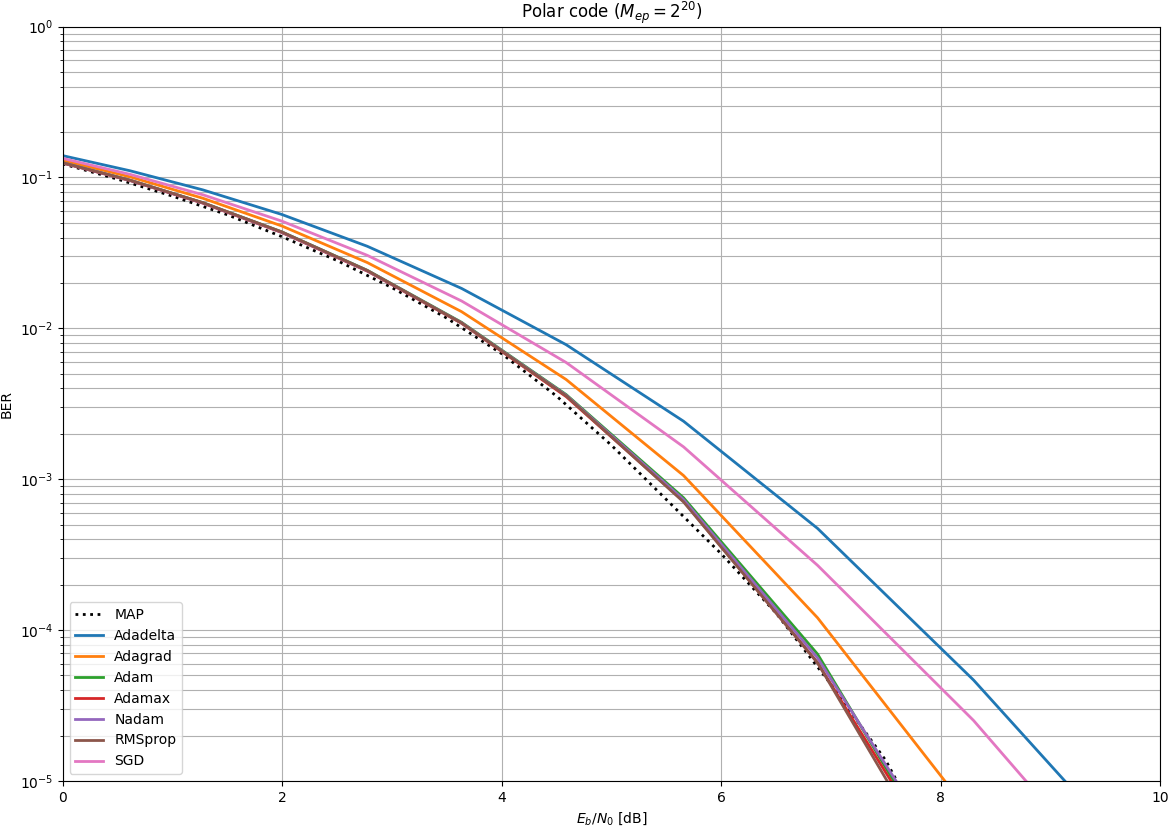 Polar code (M_ep = 2^20)
10^0
10^-1
10^-2
10^-3
10^-4
10^-5
BER
MAP
Adadelta
Adagrad
Adam
Adamax
Nadam
RMSprop
SGD
0 2 4 6 8 10
E_b/N_0 [dB]